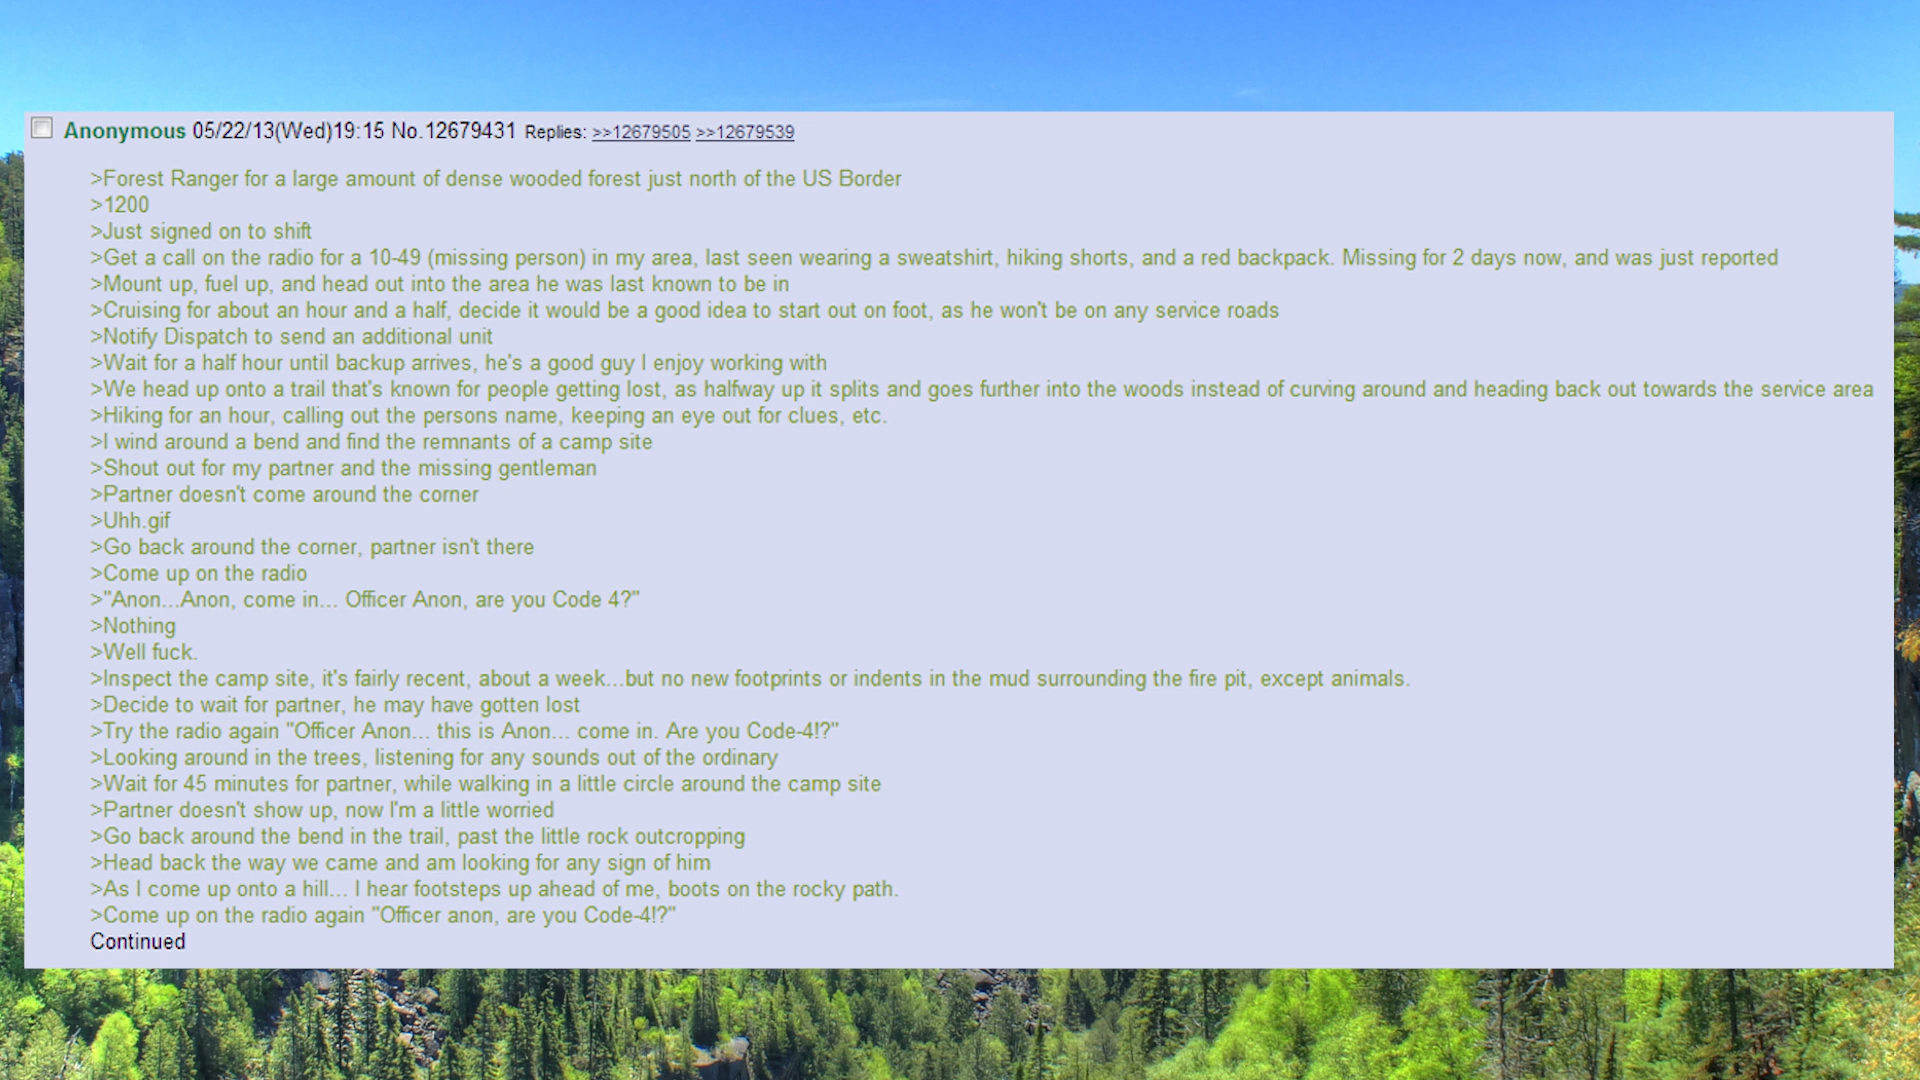 Anonymous 05/22/13(Wed)19:15 No.12679431 Replies: >>12679505 >>12679539
>Forest Ranger for a large amount of dense wooded forest just north of the US Border
>1200
>Just signed on to shift
>Get a call on the radio for a 10-49 (missing person) in my area, last seen wearing a sweatshirt, hiking shorts, and a red backpack. Missing for 2 days now, and was just reported
>Mount up, fuel up, and head out into the area he was last known to be in
>Cruising for about an hour and a half, decide it would be a good idea to start out on foot, as he won't be on any service roads
>Notify Dispatch to send an additional unit
>Wait for a half hour until backup arrives, he's a good guy I enjoy working with
>We head up onto a trail that's known for people getting lost, as halfway up it splits and goes further into the woods instead of curving around and heading back out towards the service area
>Hiking for an hour, calling out the persons name, keeping an eye out for clues, etc.
>I wind around a bend and find the remnants of a camp site
>Shout out for my partner and the missing gentleman
>Partner doesn't come around the corner
>Uhh.gif
>Go back around the corner, partner isn't there
>Come up on the radio
>"Anon...Anon, come in... Officer Anon, are you Code 4?"
>Nothing
>Well fuck.
>Inspect the camp site, it's fairly recent, about a week...but no new footprints or indents in the mud surrounding the fire pit, except animals.
>Decide to wait for partner, he may have gotten lost
>Try the radio again "Officer Anon... this is Anon... come in. Are you Code-4!?"
>Looking around in the trees, listening for any sounds out of the ordinary
>Wait for 45 minutes for partner, while walking in a little circle around the camp site
>Partner doesn't show up, now I'm a little worried
>Go back around the bend in the trail, past the little rock outcropping
>Head back the way we came and am looking for any sign of him
>As I come up onto a hill... I hear footsteps up ahead of me, boots on the rocky path.
>Come up on the radio again "Officer anon, are you Code-4!?"
Continued